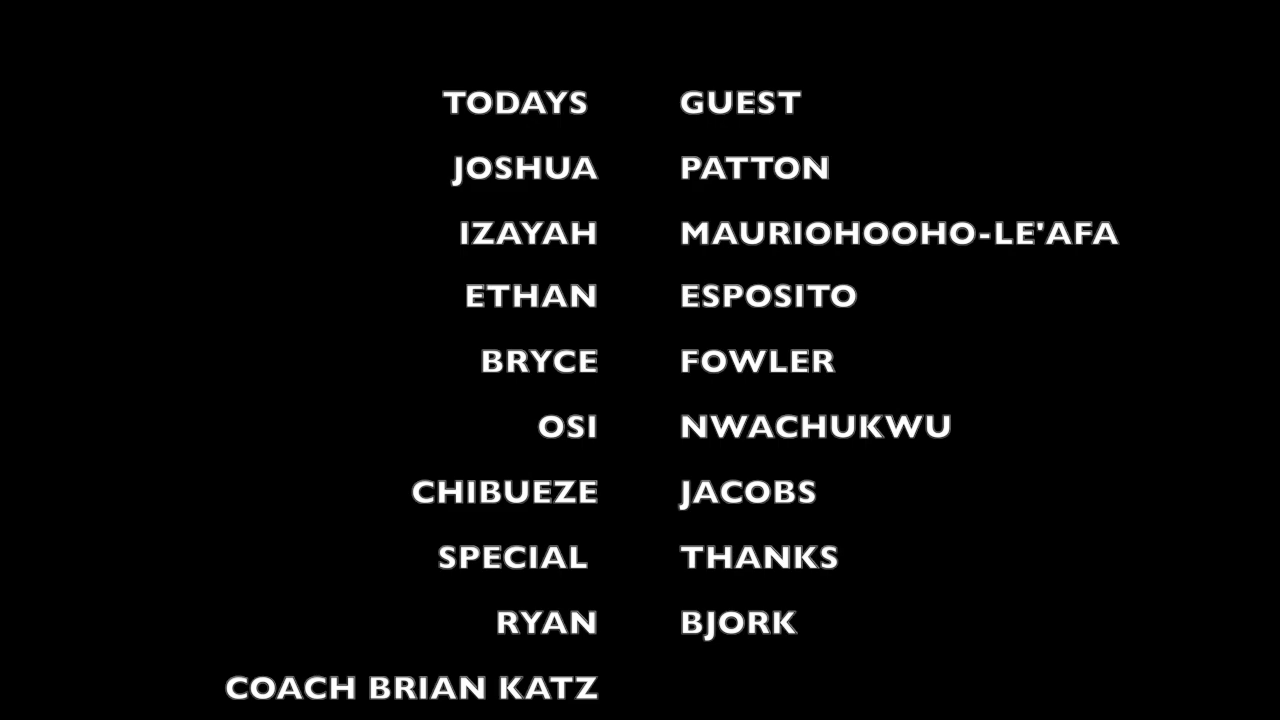 TODAYS GUEST
JOSHUA PATTON
IZAYAH MAURIOHOOHO-LE'AFA
ETHAN ESPOSITO
BRYCE FOWLER
OSI NWACHUKWU
CHIBUEZE JACOBS
SPECIAL THANKS
RYAN BJORK
COACH BRIAN KATZ